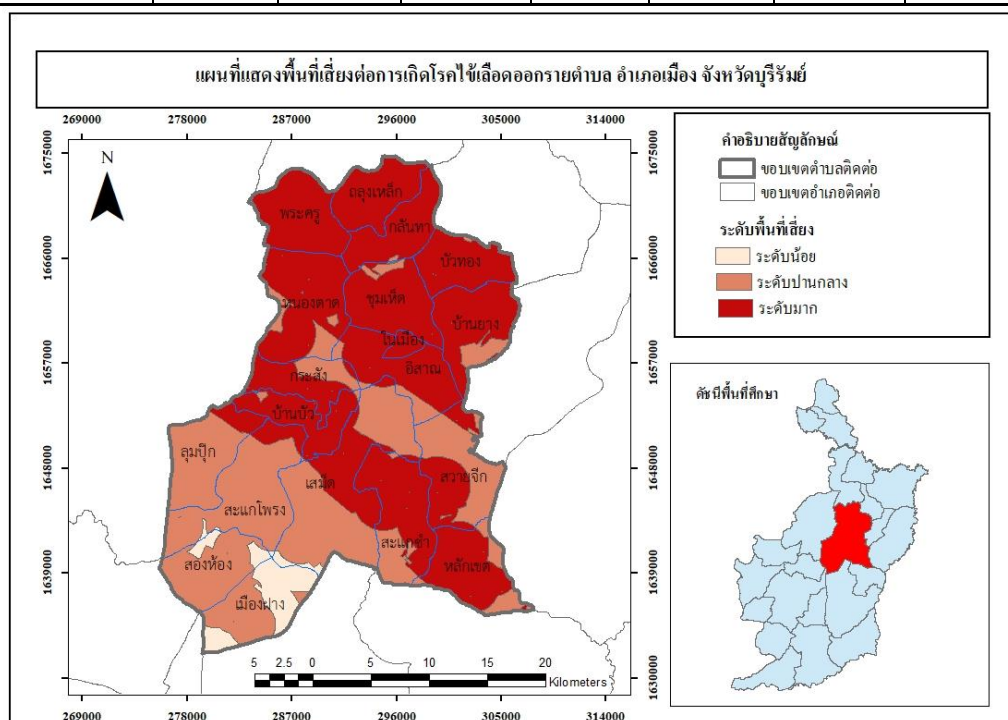 แผนที่แสดงพื้นที่เสี่ยงต่อการเกิดโรคไข้เลือดออกรายตำบล อำเภอเมือง จังหวัดบุรีรัมย์
269000 278000 287000 296000 305000 314000
1675000
1666000
1657000
1648000
1639000
1630000
N
ถลุงเหล็ก
พระครู
กลันทา
บัวทอง
หนองตาด
ชุมเห็ด
บ้านยาง
ในเมือง
อิสาณ
กระสัง
บ้านบัว
ลุมปุ๊ก
เสม็ด
สวายจีก
สะแกโพรง
สะแกซำ
สองห้อง
หลักเขต
เมืองฝาง
5 2.5 0 5 10 15 20
Kilometers
269000 278000 287000 296000 305000 314000
1675000
1666000
1657000
1648000
1639000
1630000
คำอธิบายสัญลักษณ์
ขอบเขตตำบลติดต่อ
ขอบเขตอำเภอติดต่อ
ระดับพื้นที่เสี่ยง
ระดับน้อย
ระดับปานกลาง
ระดับมาก
ดัชนีพื้นที่ศึกษา